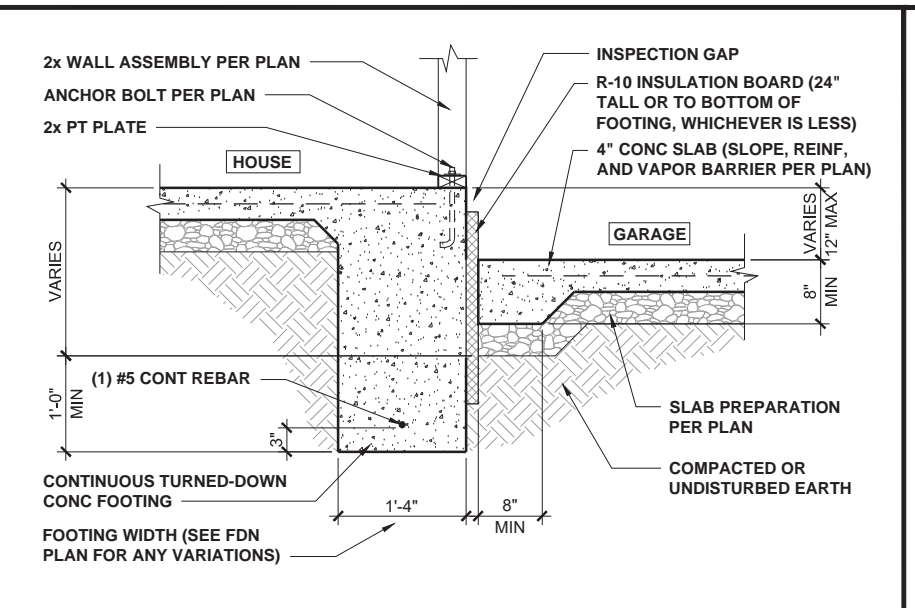 2x WALL ASSEMBLY PER PLAN
ANCHOR BOLT PER PLAN
2x PT PLATE
HOUSE
INSPECTION GAP
R-10 INSULATION BOARD (24"
TALL OR TO BOTTOM OF
FOOTING, WHICHEVER IS LESS)
4" CONC SLAB (SLOPE, REINF,
AND VAPOR BARRIER PER PLAN)
GARAGE
VARIES
12" MAX
8"
MIN
VARIES
1'-0"
MIN
(1) #5 CONT REBAR
3"
SLAB PREPARATION
PER PLAN
COMPACTED OR
UNDISTURBED EARTH
CONTINUOUS TURNED-DOWN
CONC FOOTING
1'-4"
8"
MIN
FOOTING WIDTH (SEE FDN
PLAN FOR ANY VARIATIONS)